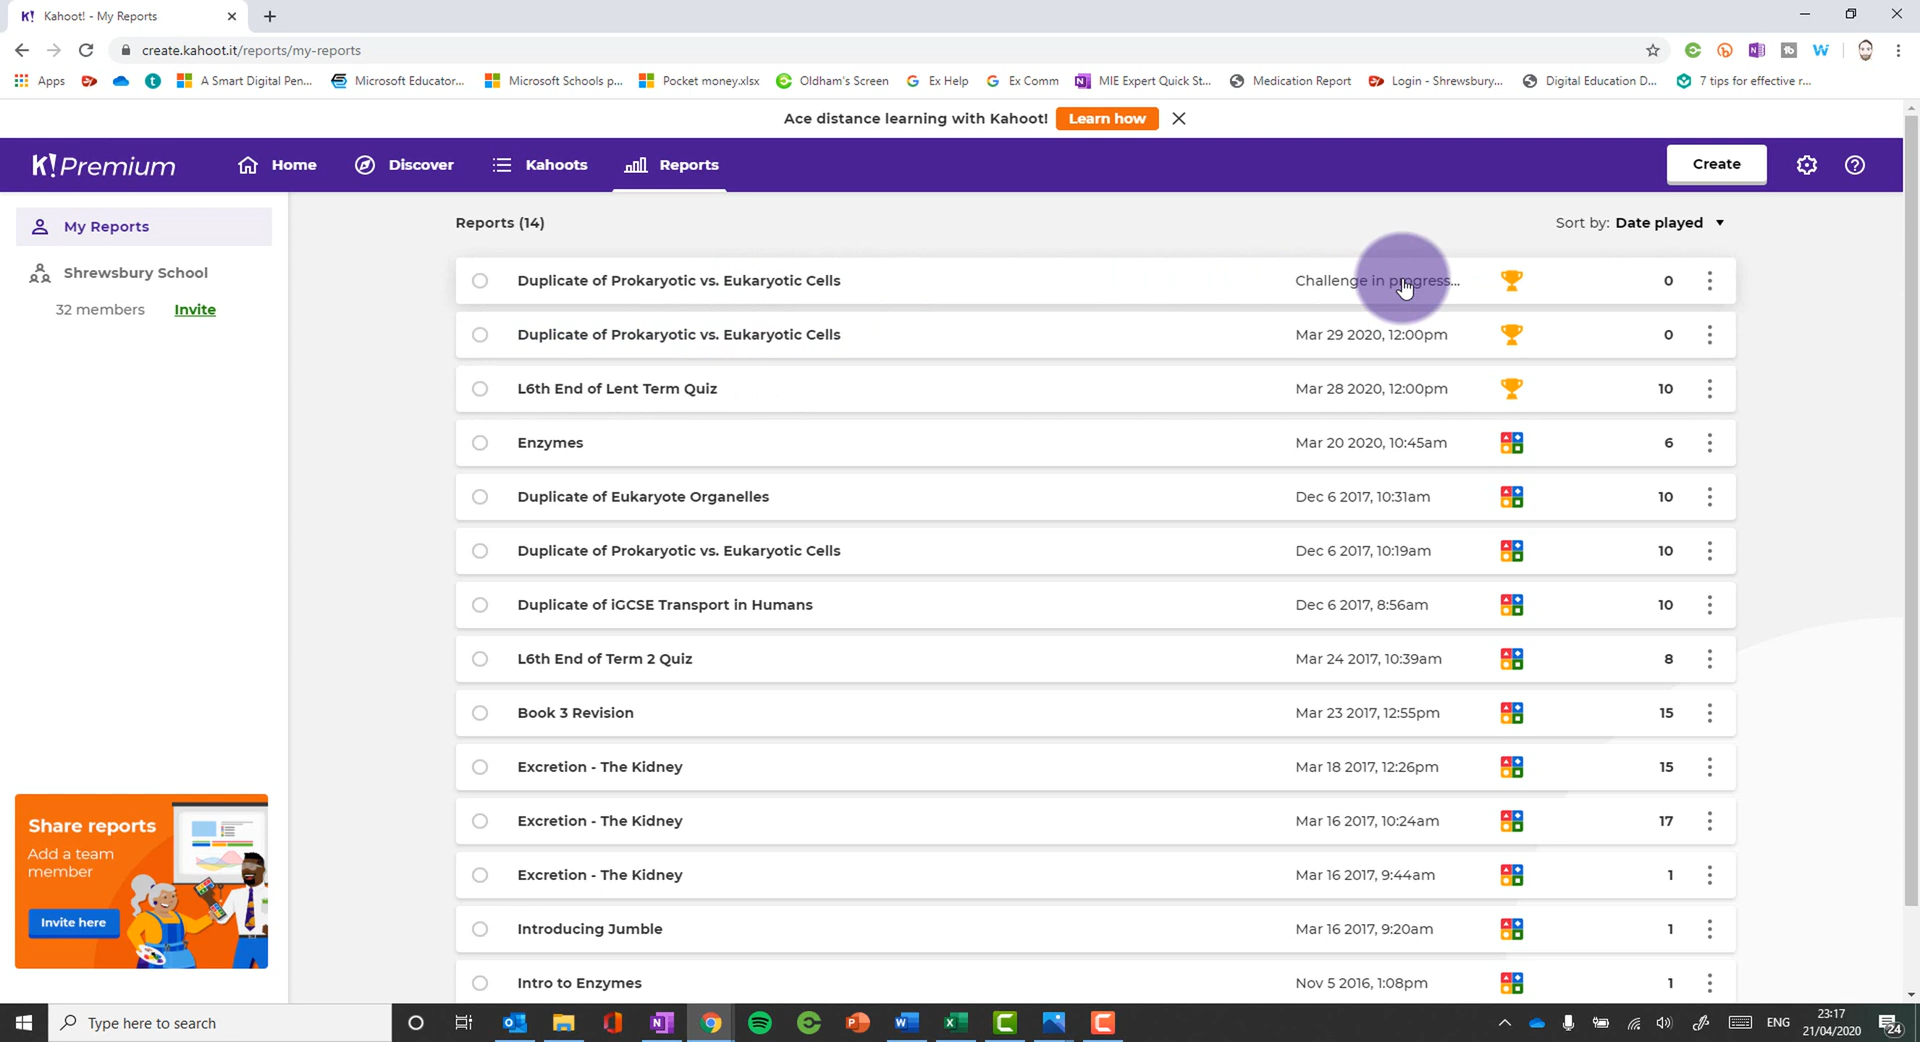 K! Kahoot! - My Reports
create.kahoot.it/reports/my-reports
Apps
A Smart Digital Pen...
Microsoft Educator...
Microsoft Schools p...
Pocket money.xlsx
Oldham's Screen
Ex Help
Ex Comm
MIE Expert Quick St...
Medication Report
Login - Shrewsbury...
Digital Education D...
7 tips for effective r...
Ace distance learning with Kahoot! Learn how
K!Premium
Home
Discover
Kahoots
Reports
Create
My Reports
Shrewsbury School
32 members Invite
Reports (14)
Sort by: Date played
Duplicate of Prokaryotic vs. Eukaryotic Cells Challenge in progress... 0
Duplicate of Prokaryotic vs. Eukaryotic Cells Mar 29 2020, 12:00pm 0
L6th End of Lent Term Quiz Mar 28 2020, 12:00pm 10
Enzymes Mar 20 2020, 10:45am 6
Duplicate of Eukaryote Organelles Dec 6 2017, 10:31am 10
Duplicate of Prokaryotic vs. Eukaryotic Cells Dec 6 2017, 10:19am 10
Duplicate of iGCSE Transport in Humans Dec 6 2017, 8:56am 10
L6th End of Term 2 Quiz Mar 24 2017, 10:39am 8
Book 3 Revision Mar 23 2017, 12:55pm 15
Excretion - The Kidney Mar 18 2017, 12:26pm 15
Excretion - The Kidney Mar 16 2017, 10:24am 17
Excretion - The Kidney Mar 16 2017, 9:44am 1
Introducing Jumble Mar 16 2017, 9:20am 1
Intro to Enzymes Nov 5 2016, 1:08pm 1
Share reports
Add a team
member
Invite here
Type here to search
ENG
23:17
21/04/2020
24